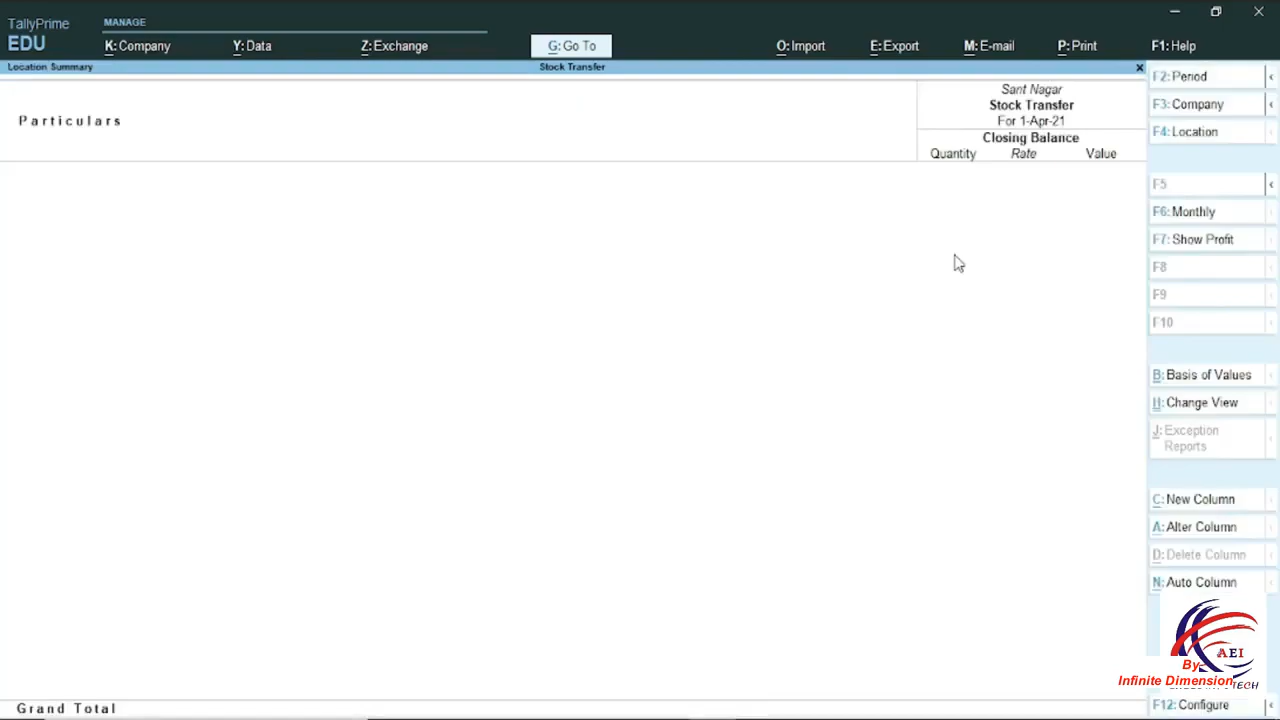 TallyPrime
EDU
MANAGE
K: Company
Y: Data
Z: Exchange
G: Go To
O: Import
E: Export
M: E-mail
P: Print
F1: Help
Location Summary
Stock Transfer
x
Particulars
Sant Nagar
Stock Transfer
For 1-Apr-21
Closing Balance
Quantity Rate Value
F2: Period
F3: Company
F4: Location
F5
F6: Monthly
F7: Show Profit
F8
F9
F10
B: Basis of Values
H: Change View
J: Exception
Reports
C: New Column
A: Alter Column
D: Delete Column
N: Auto Column
AEI
By-
Infinite Dimension
TECH
Grand Total
F12: Configure